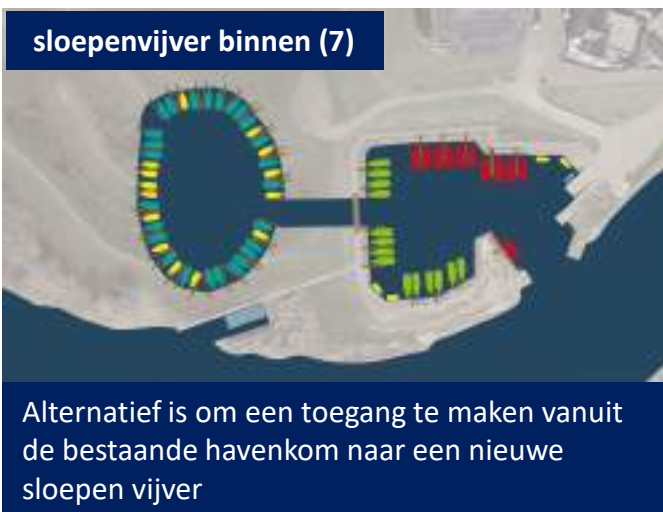 sloepenvijver binnen (7)
Alternatief is om een toegang te maken vanuit
de bestaande havenkom naar een nieuwe
sloepen vijver